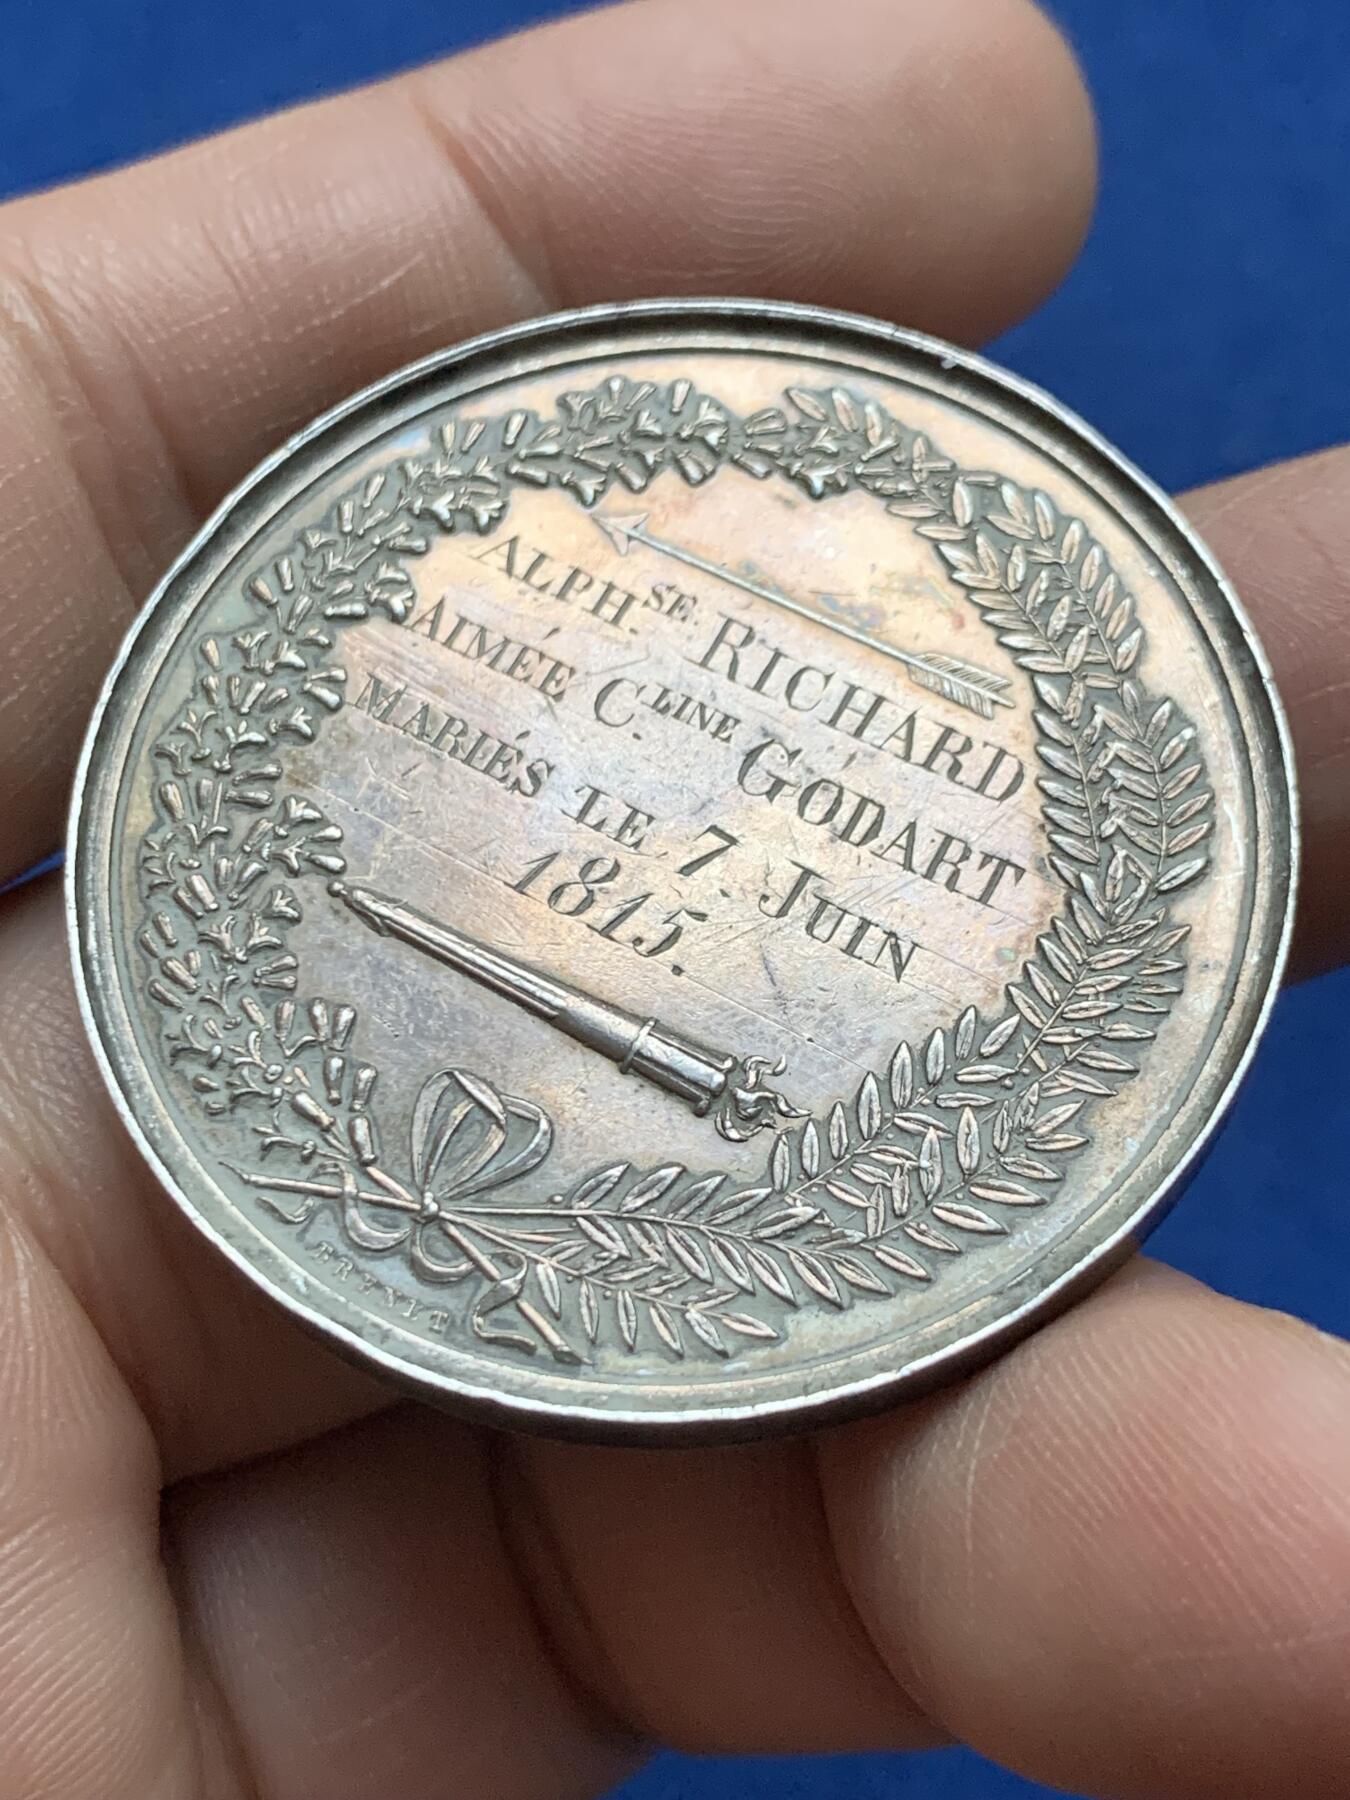 ALPH.SE. RICHARD
AIMÉE C.LINE GODART
MARIÉS LE 7. JUIN
1815.